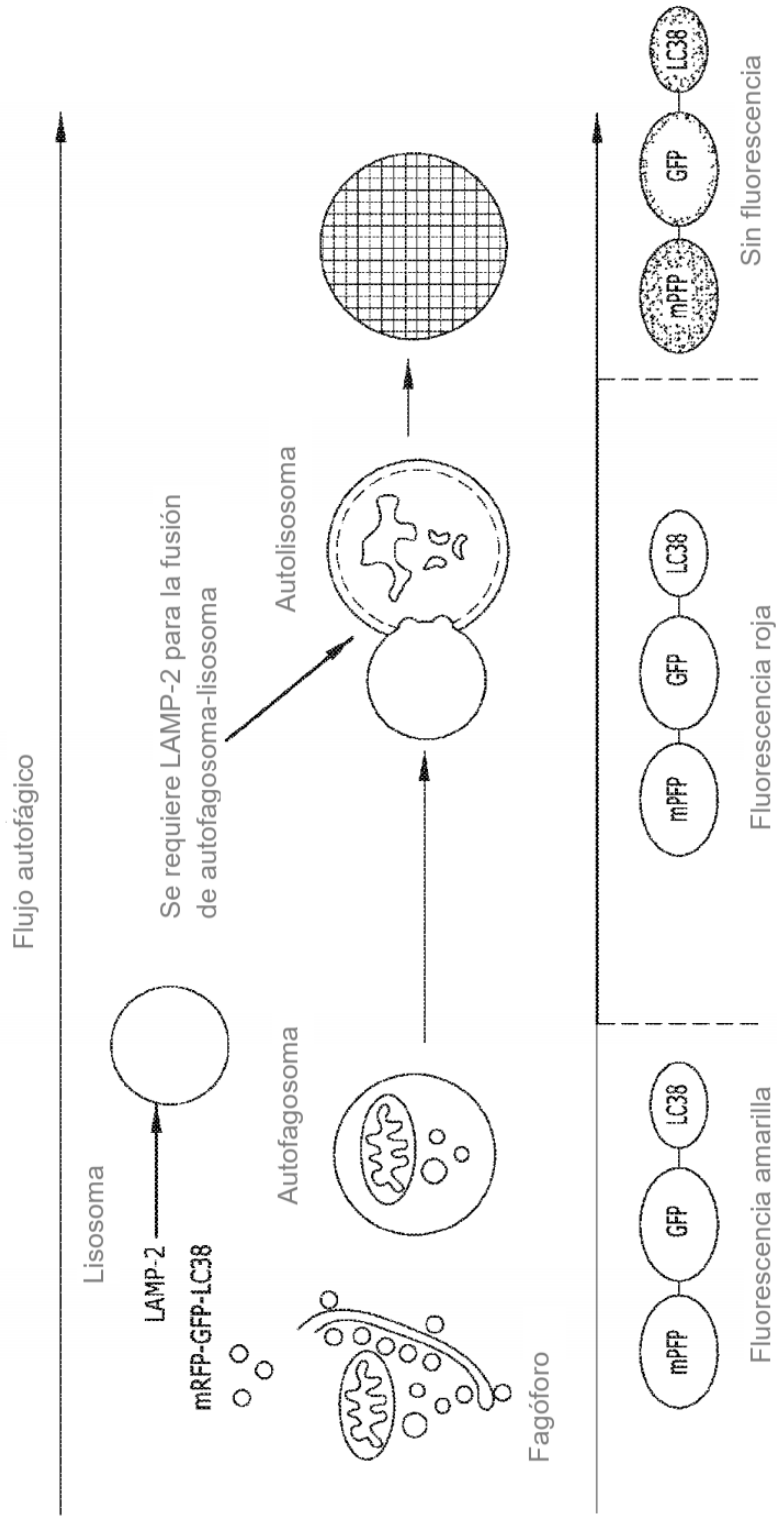 Flujo autofágico
Lisosoma
LAMP-2
mRFP-GFP-LC38
Se requiere LAMP-2 para la fusión
de autofagosoma-lisosoma
Fagóforo
Autofagosoma
Autolisosoma
mPFP GFP LC38
mPFP GFP LC38
mPFP GFP LC38
Fluorescencia amarilla
Fluorescencia roja
Sin fluorescencia